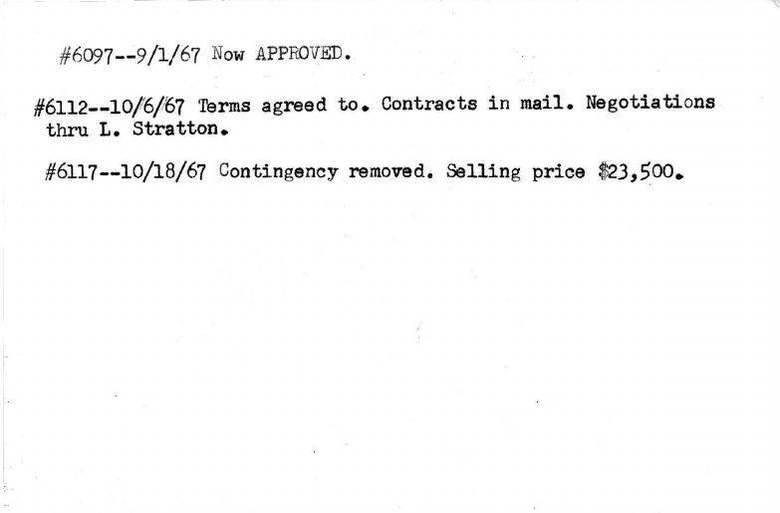 #6097--9/1/67 Now APPROVED.
#6112--10/6/67 Terms agreed to. Contracts in mail. Negotiations
thru L. Stratton.
#6117--10/18/67 Contingency removed. Selling price $23,500.